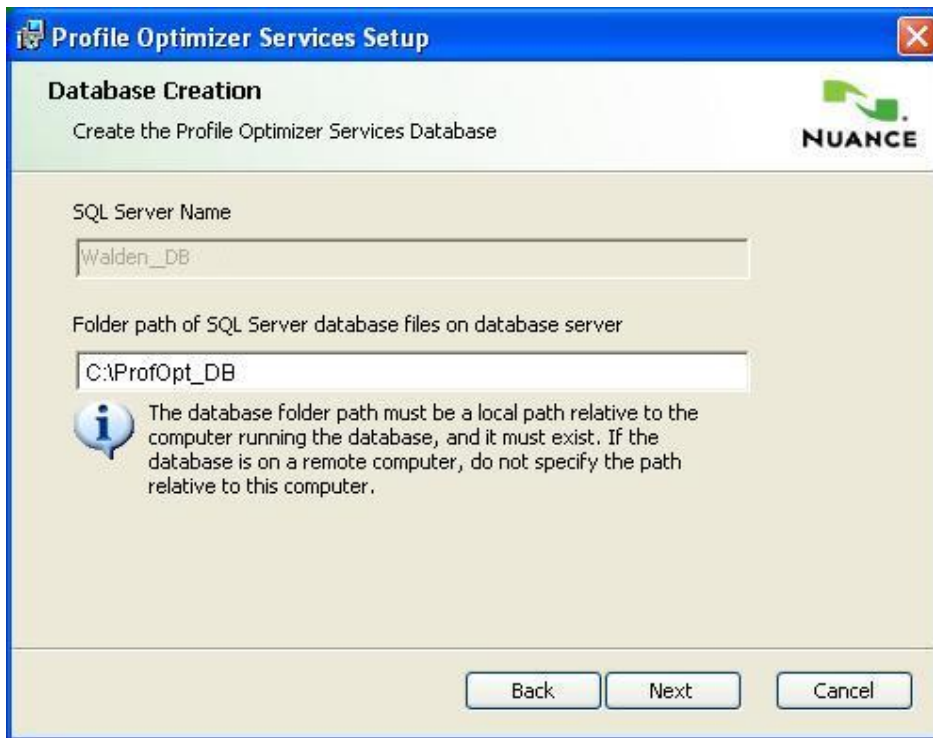 Profile Optimizer Services Setup
Database Creation
Create the Profile Optimizer Services Database
NUANCE
SQL Server Name
Walden__DB
Folder path of SQL Server database files on database server
C:\ProfOpt_DB
The database folder path must be a local path relative to the
computer running the database, and it must exist. If the
database is on a remote computer, do not specify the path
relative to this computer.
Back Next Cancel